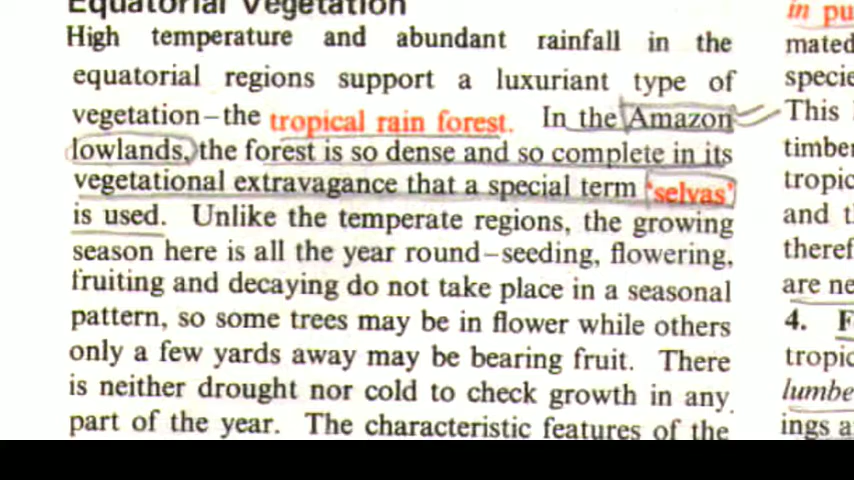 Equatorial Vegetation
High temperature and abundant rainfall in the
equatorial regions support a luxuriant type of
vegetation–the tropical rain forest. In the Amazon
lowlands, the forest is so dense and so complete in its
vegetational extravagance that a special term 'selvas'
is used. Unlike the temperate regions, the growing
season here is all the year round–seeding, flowering,
fruiting and decaying do not take place in a seasonal
pattern, so some trees may be in flower while others
only a few yards away may be bearing fruit. There
is neither drought nor cold to check growth in any
part of the year. The characteristic features of the
in pu
mated
specie
This
timber
tropic
and t
theref
are ne
4. F
tropic
lumbe
ings a